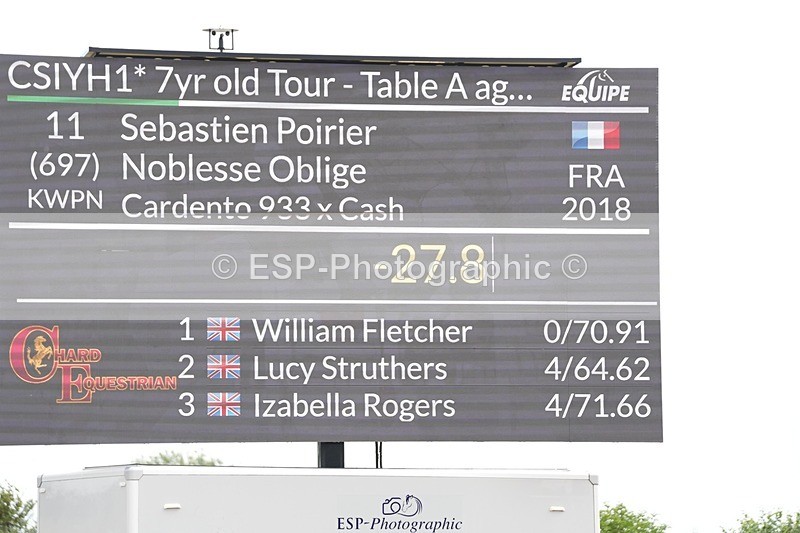 CSIYH1* 7yr old Tour - Table A ag...
EQUIPE
11 Sebastien Poirier
(697) Noblesse Oblige FRA
KWPN Cardento 933 x Cash 2018
-27.8
© ESP-Photographic ©
1 William Fletcher 0/70.91
2 Lucy Struthers 4/64.62
3 Izabella Rogers 4/71.66
CHARD
EQUESTRIAN
ESP-Photographic